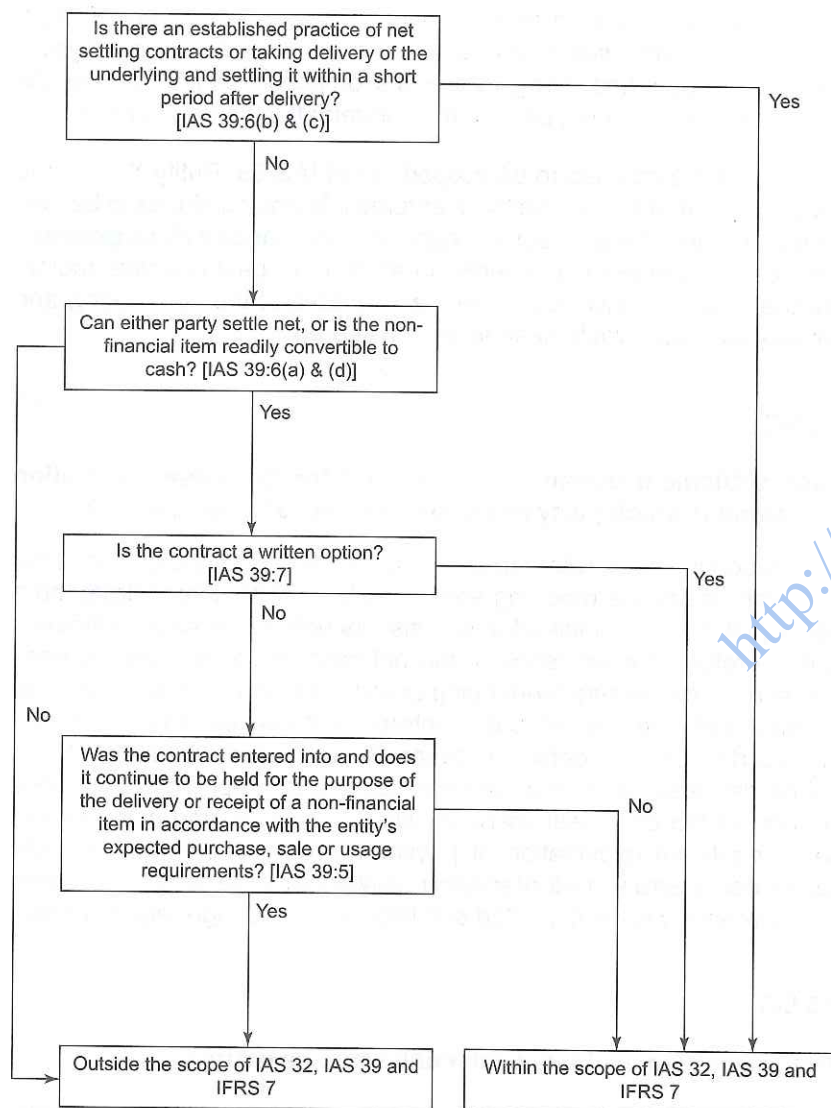 Is there an established practice of net
settling contracts or taking delivery of the
underlying and settling it within a short
period after delivery?
[IAS 39:6(b) & (c)]
Yes
No
Can either party settle net, or is the non-
financial item readily convertible to
cash? [IAS 39:6(a) & (d)]
Yes
Is the contract a written option?
[IAS 39:7]
Yes
No
No
Was the contract entered into and does
it continue to be held for the purpose of
the delivery or receipt of a non-financial
item in accordance with the entity's
expected purchase, sale or usage
requirements? [IAS 39:5]
No
Yes
Outside the scope of IAS 32, IAS 39 and
IFRS 7
Within the scope of IAS 32, IAS 39 and
IFRS 7
http://